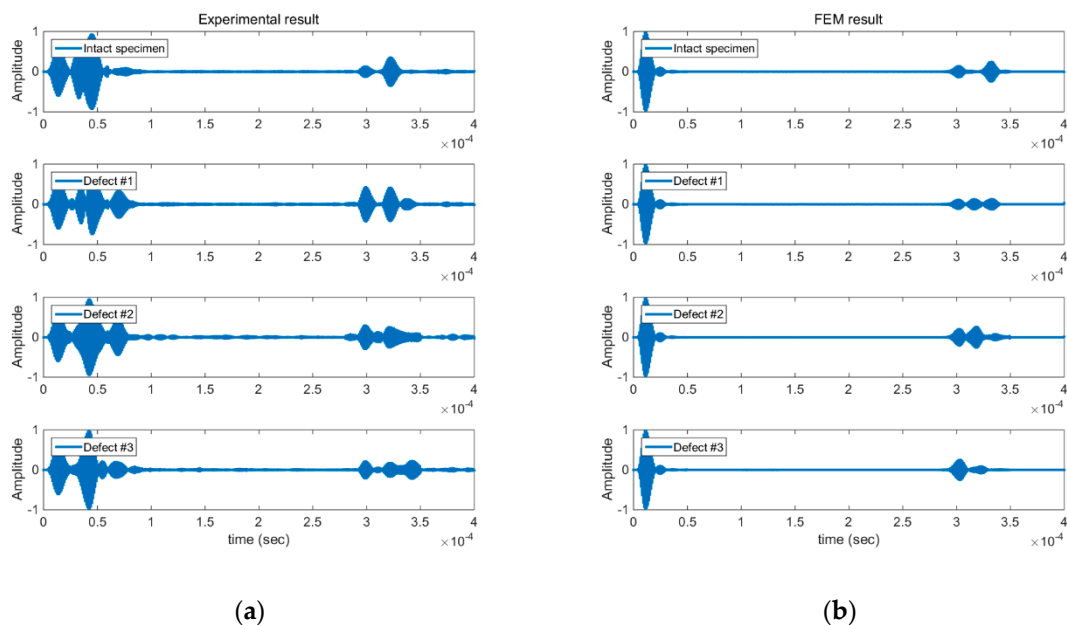 Experimental result
1
0
-1
Amplitude
Intact specimen
0 0.5 1 1.5 2 2.5 3 3.5 4
×10⁻⁴
1
0
-1
Amplitude
Defect #1
0 0.5 1 1.5 2 2.5 3 3.5 4
×10⁻⁴
1
0
-1
Amplitude
Defect #2
0 0.5 1 1.5 2 2.5 3 3.5 4
×10⁻⁴
1
0
-1
Amplitude
Defect #3
0 0.5 1 1.5 2 2.5 3 3.5 4
time (sec)
×10⁻⁴
(a)
FEM result
1
0
-1
Amplitude
Intact specimen
0 0.5 1 1.5 2 2.5 3 3.5 4
×10⁻⁴
1
0
-1
Amplitude
Defect #1
0 0.5 1 1.5 2 2.5 3 3.5 4
×10⁻⁴
1
0
-1
Amplitude
Defect #2
0 0.5 1 1.5 2 2.5 3 3.5 4
×10⁻⁴
1
0
-1
Amplitude
Defect #3
0 0.5 1 1.5 2 2.5 3 3.5 4
time (sec)
×10⁻⁴
(b)